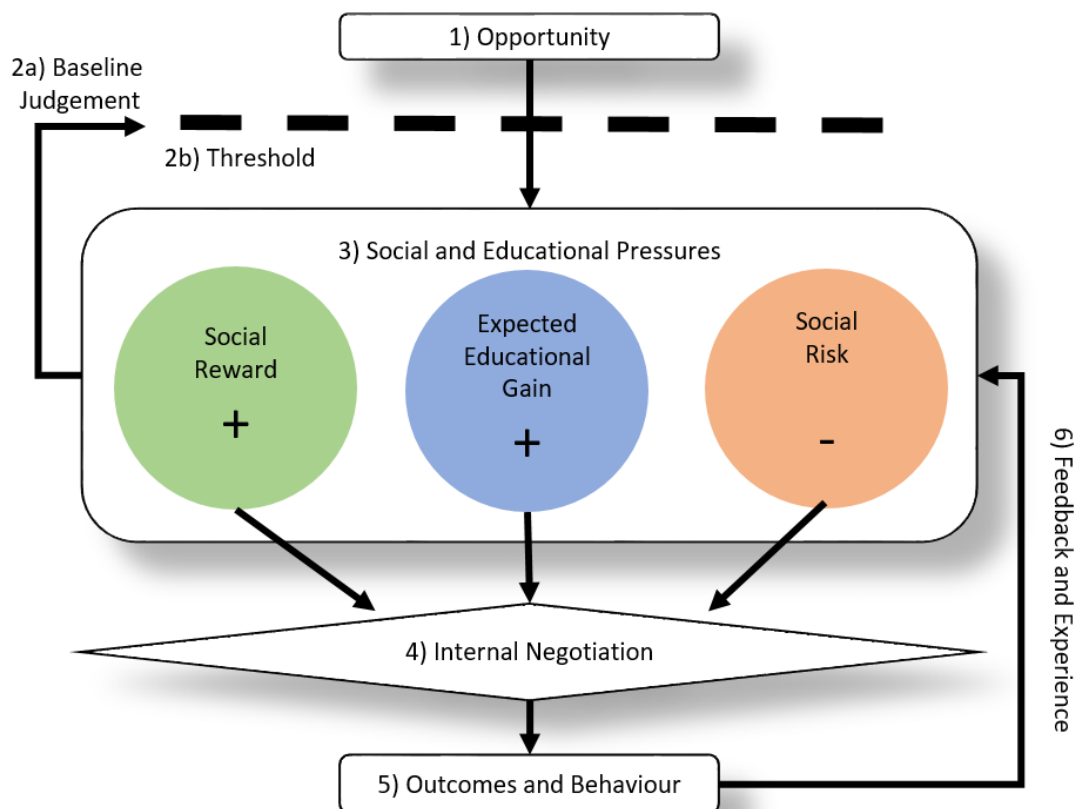 1) Opportunity
2a) Baseline
Judgement
2b) Threshold
3) Social and Educational Pressures
Social
Reward
+
Expected
Educational
Gain
+
Social
Risk
-
4) Internal Negotiation
5) Outcomes and Behaviour
6) Feedback and Experience